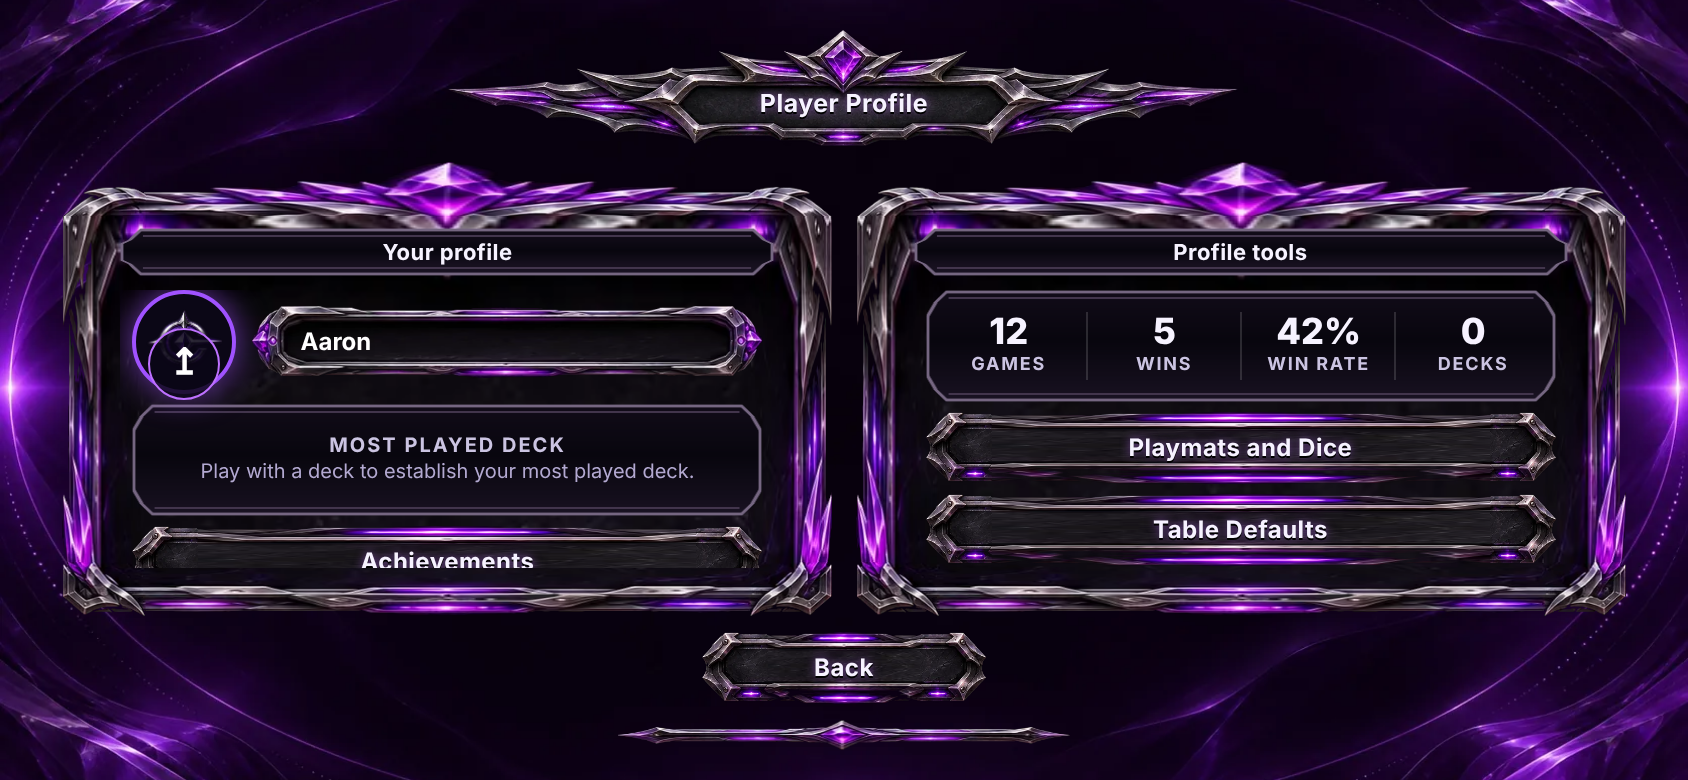 Player Profile
Your profile
Aaron
MOST PLAYED DECK
Play with a deck to establish your most played deck.
Achievements
Profile tools
12
GAMES
5
WINS
42%
WIN RATE
0
DECKS
Playmats and Dice
Table Defaults
Back